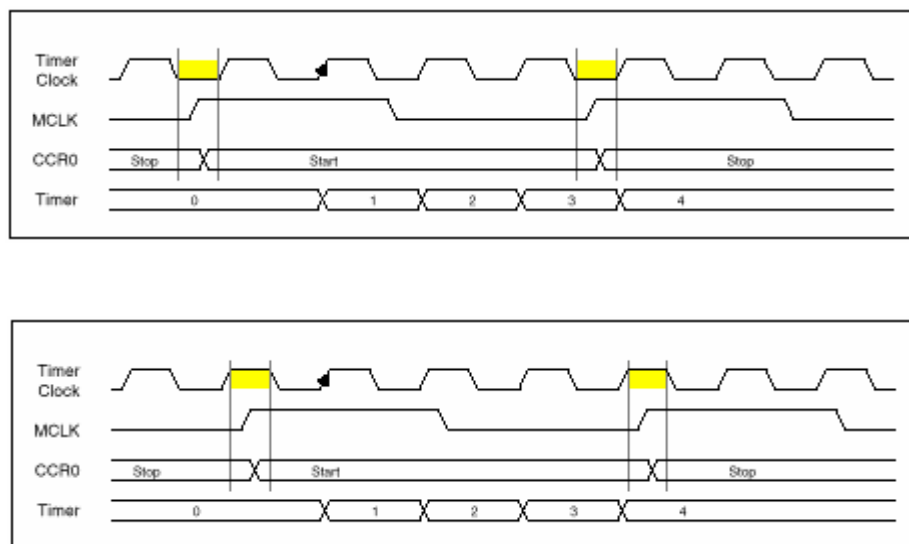 Timer
Clock
MCLK
CCR0 Stop Start Stop
Timer 0 1 2 3 4
Timer
Clock
MCLK
CCR0 Stop Start Stop
Timer 0 1 2 3 4